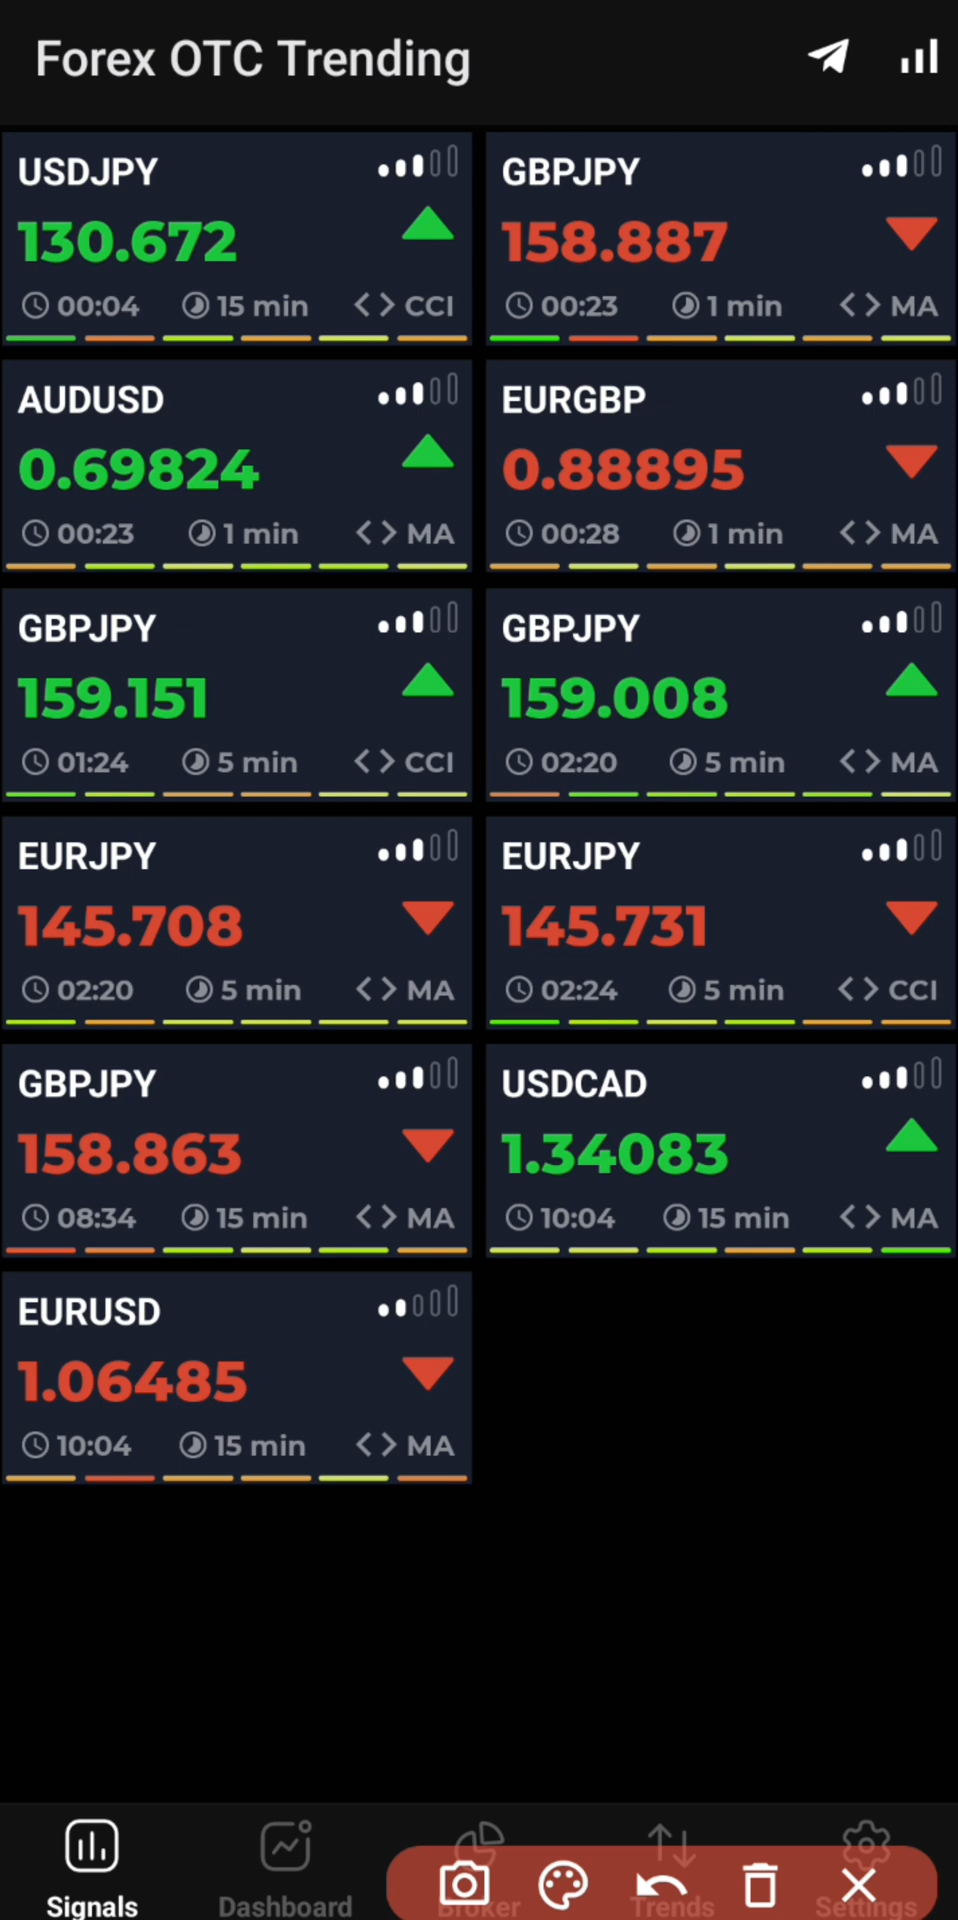 Forex OTC Trending
USDJPY
130.672
00:04 15 min <> CCI
GBPJPY
158.887
00:23 1 min <> MA
AUDUSD
0.69824
00:23 1 min <> MA
EURGBP
0.88895
00:28 1 min <> MA
GBPJPY
159.151
01:24 5 min <> CCI
GBPJPY
159.008
02:20 5 min <> MA
EURJPY
145.708
02:20 5 min <> MA
EURJPY
145.731
02:24 5 min <> CCI
GBPJPY
158.863
08:34 15 min <> MA
USDCAD
1.34083
10:04 15 min <> MA
EURUSD
1.06485
10:04 15 min <> MA
Signals Dashboard Broker Trends Settings